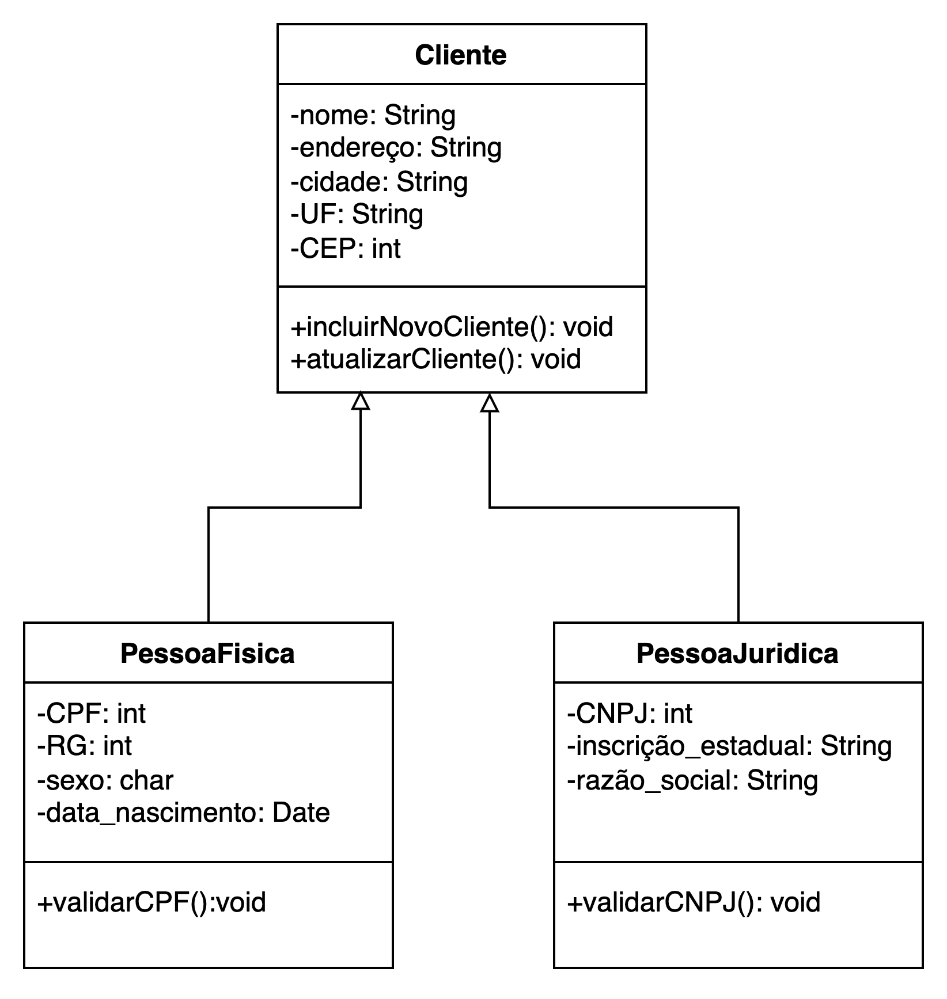 Cliente
-nome: String
-endereço: String
-cidade: String
-UF: String
-CEP: int
+incluirNovoCliente(): void
+atualizarCliente(): void
PessoaFisica
-CPF: int
-RG: int
-sexo: char
-data_nascimento: Date
+validarCPF():void
PessoaJuridica
-CNPJ: int
-inscrição_estadual: String
-razão_social: String
+validarCNPJ(): void